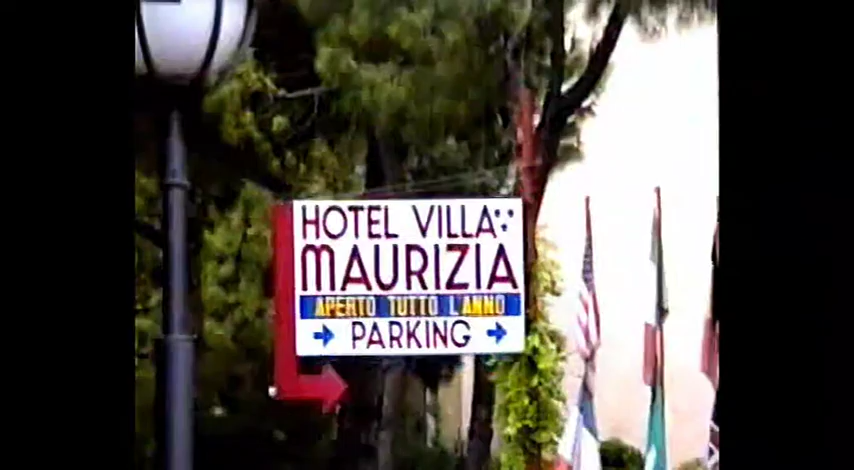 HOTEL VILLA
MAURIZIA
APERTO TUTTO L'ANNO
PARKING